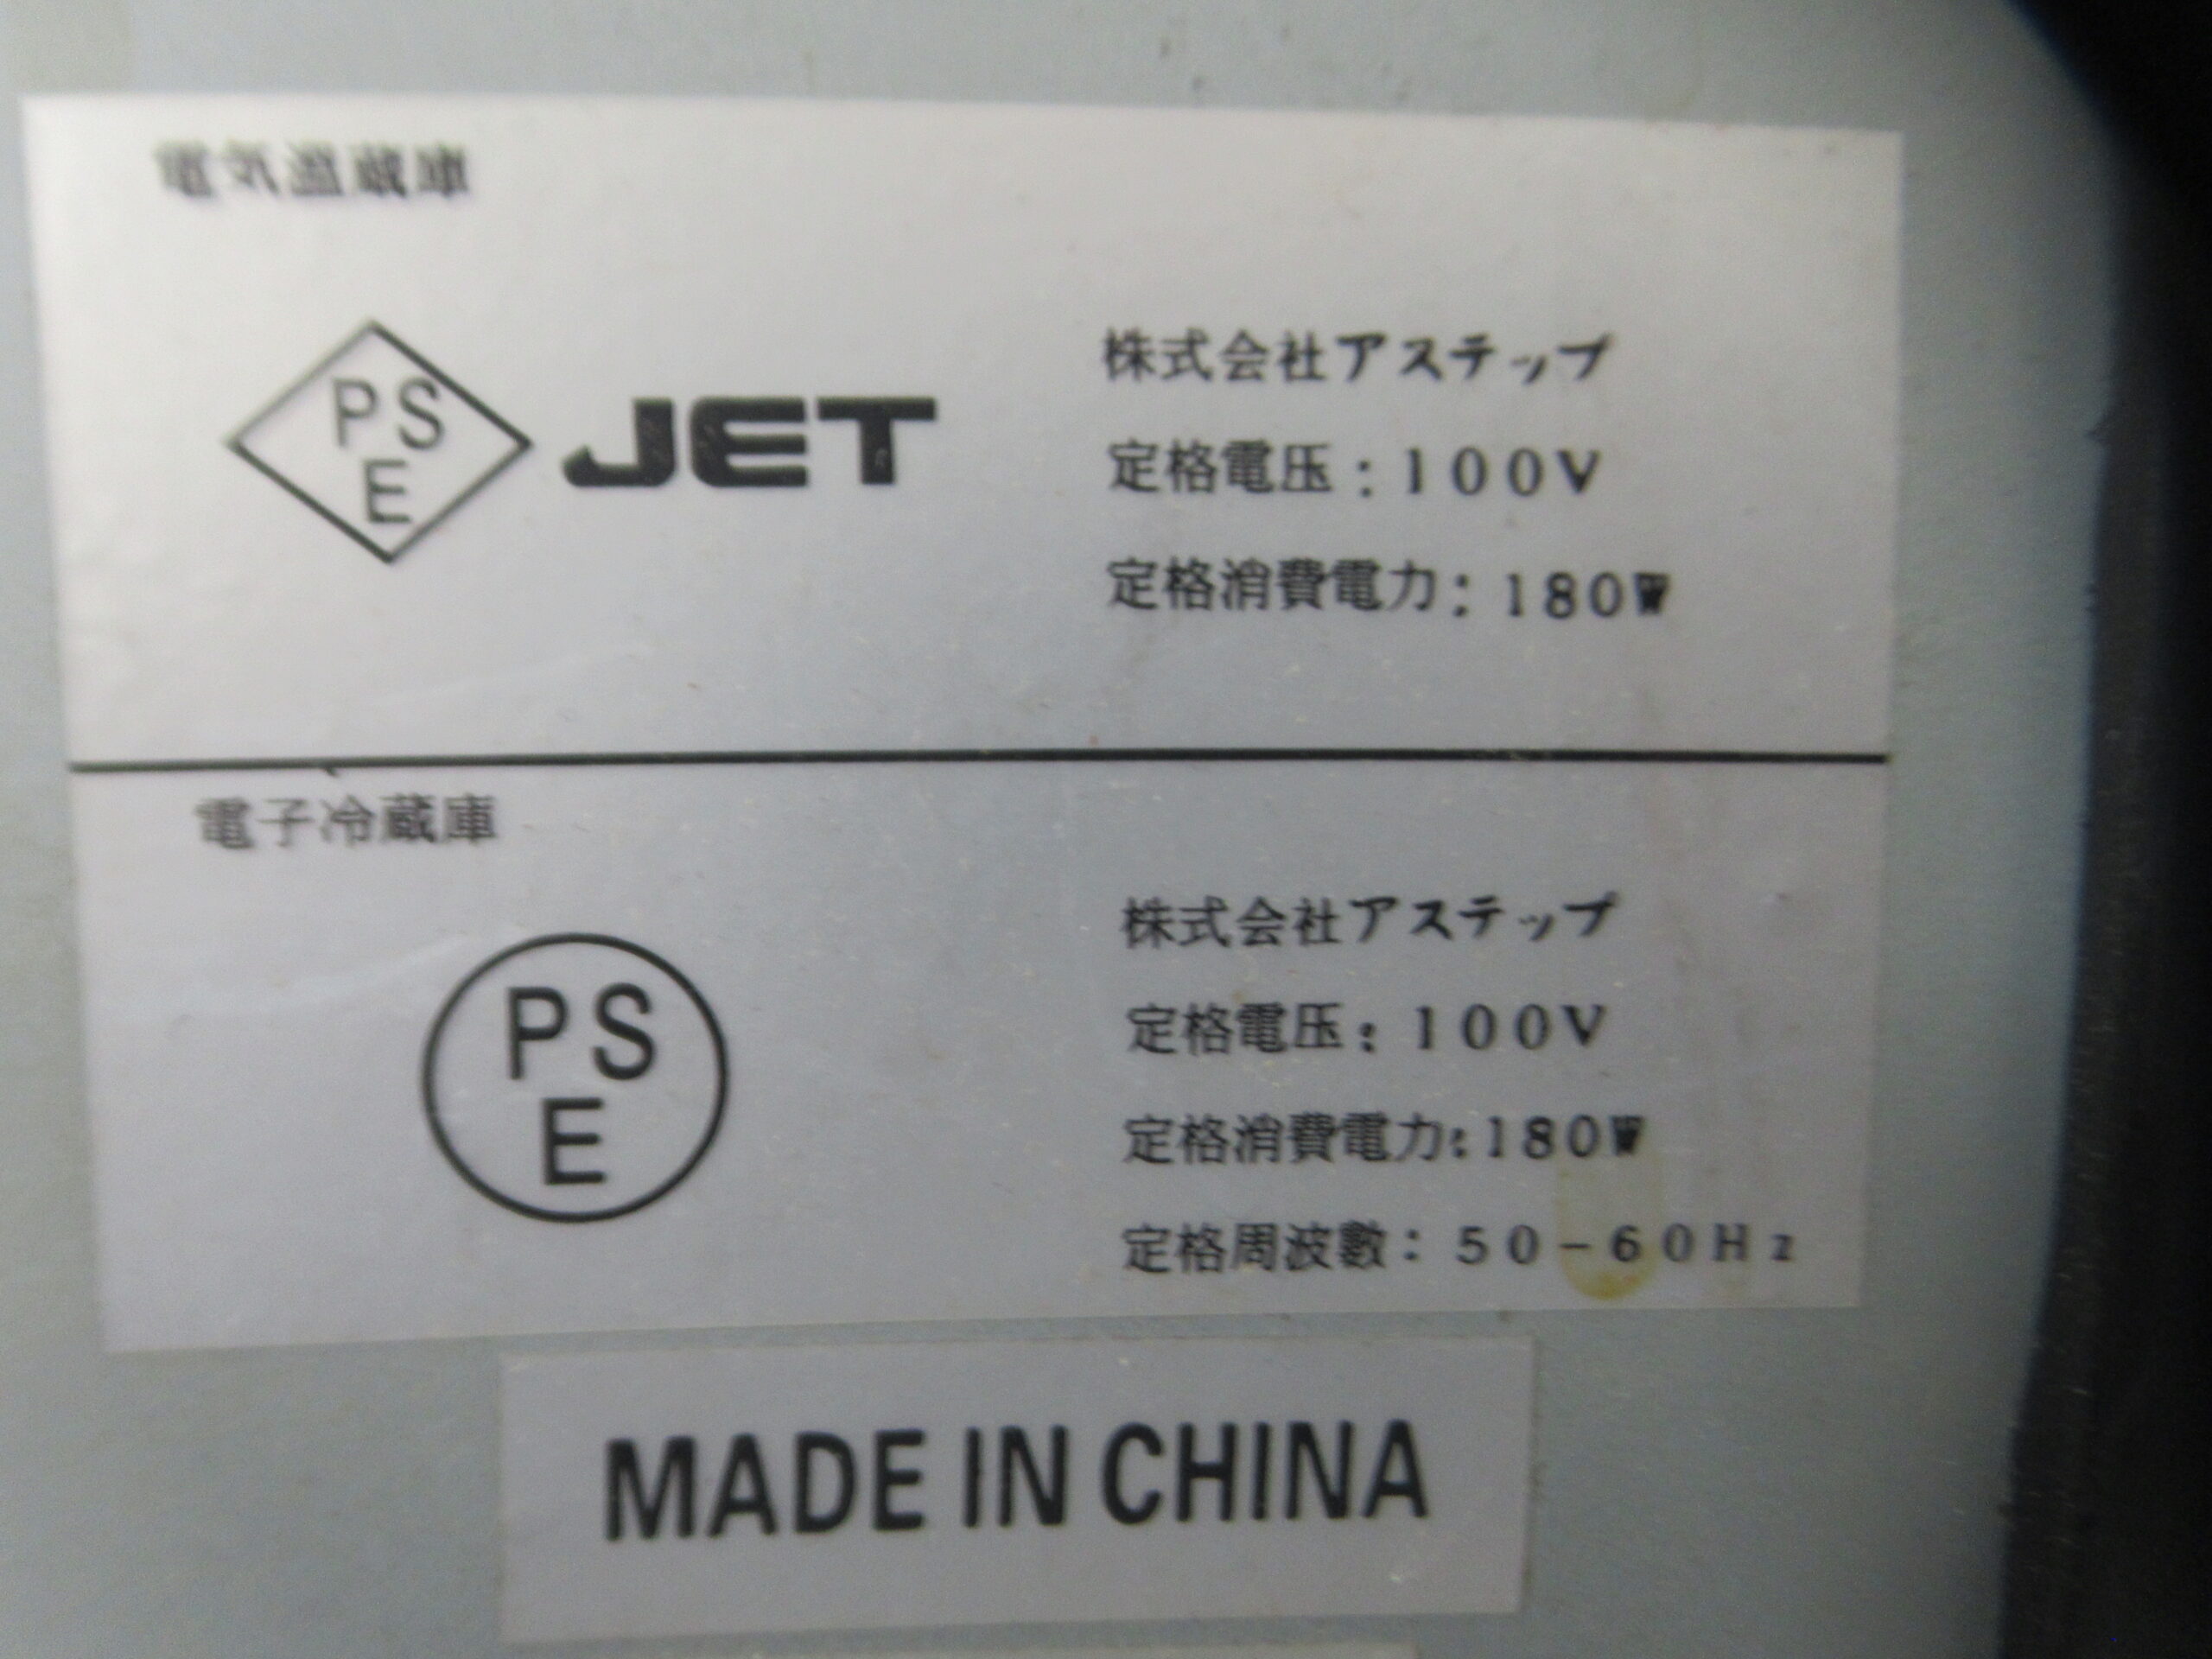 電気温蔵庫
PS
E
JET
株式会社アステップ
定格電圧：100V
定格消費電力：180W
電子冷蔵庫
PS
E
株式会社アステップ
定格電圧：100V
定格消費電力：180W
定格周波數：50-60Hz
MADE IN CHINA